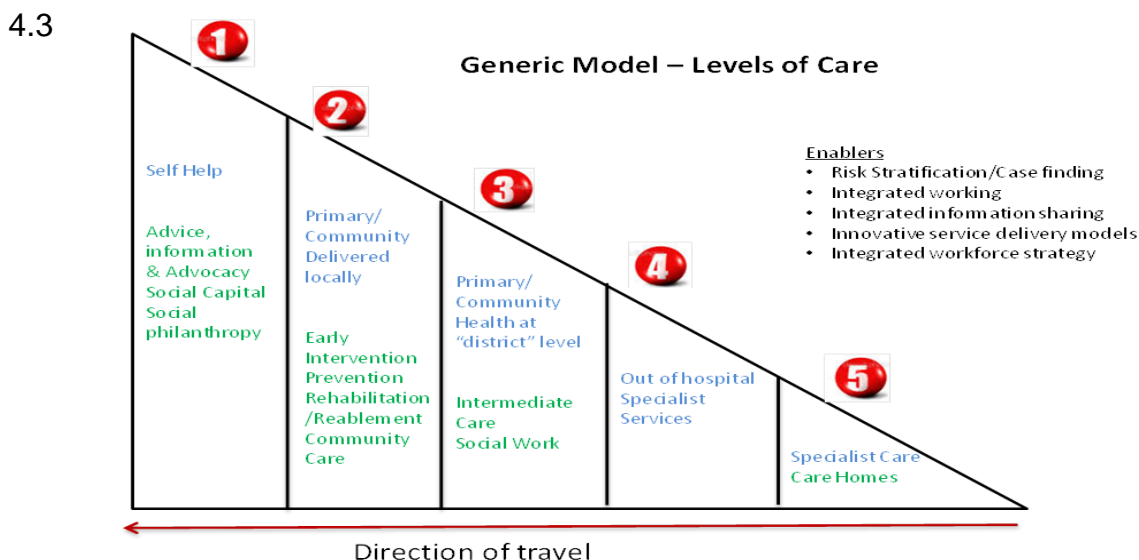 4.3
1
Generic Model – Levels of Care
2
Enablers
• Risk Stratification/Case finding
• Integrated working
• Integrated information sharing
• Innovative service delivery models
• Integrated workforce strategy
Self Help
Advice,
information
& Advocacy
Social Capital
Social
philanthropy
Primary/
Community
Delivered
locally
Early
Intervention
Prevention
Rehabilitation
/Reablement
Community
Care
3
Primary/
Community
Health at
“district” level
Intermediate
Care
Social Work
4
Out of hospital
Specialist
Services
5
Specialist Care
Care Homes
Direction of travel